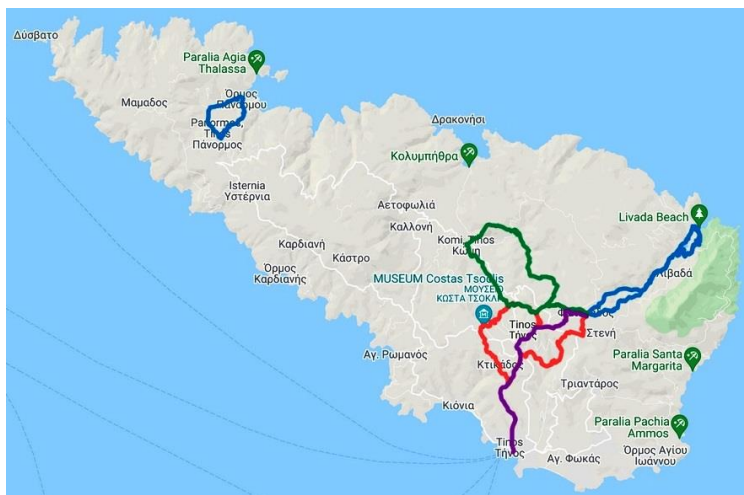 Δύσβατο
Paralia Agia
Thalassa
Μαμαδος
Όρμος
Πανόρμου
Panormos,
Tinos
Πάνορμος
Δρακονήσι
Κολυμπήθρα
Isternia
Υστέρνια
Αετοφωλιά
Καλλονή
Livada Beach
Komi, Tinos
Κώμη
Καρδιανή
Κάστρο
Όρμος
Καρδιανής
MUSEUM Costas Tsoclis
ΜΟΥΣΕΙΟ
ΚΩΣΤΑ ΤΣΟΚΛΗ
Λιβαδά
Tinos
Τήνος
Στενή
Αγ. Ρωμανός
Κτικάδος
Paralia Santa
Margarita
Τριαντάρος
Κιόνια
Paralia Pachia
Ammos
Tinos
Τήνος
Αγ. Φωκάς
Όρμος Αγίου
Ιωάννου